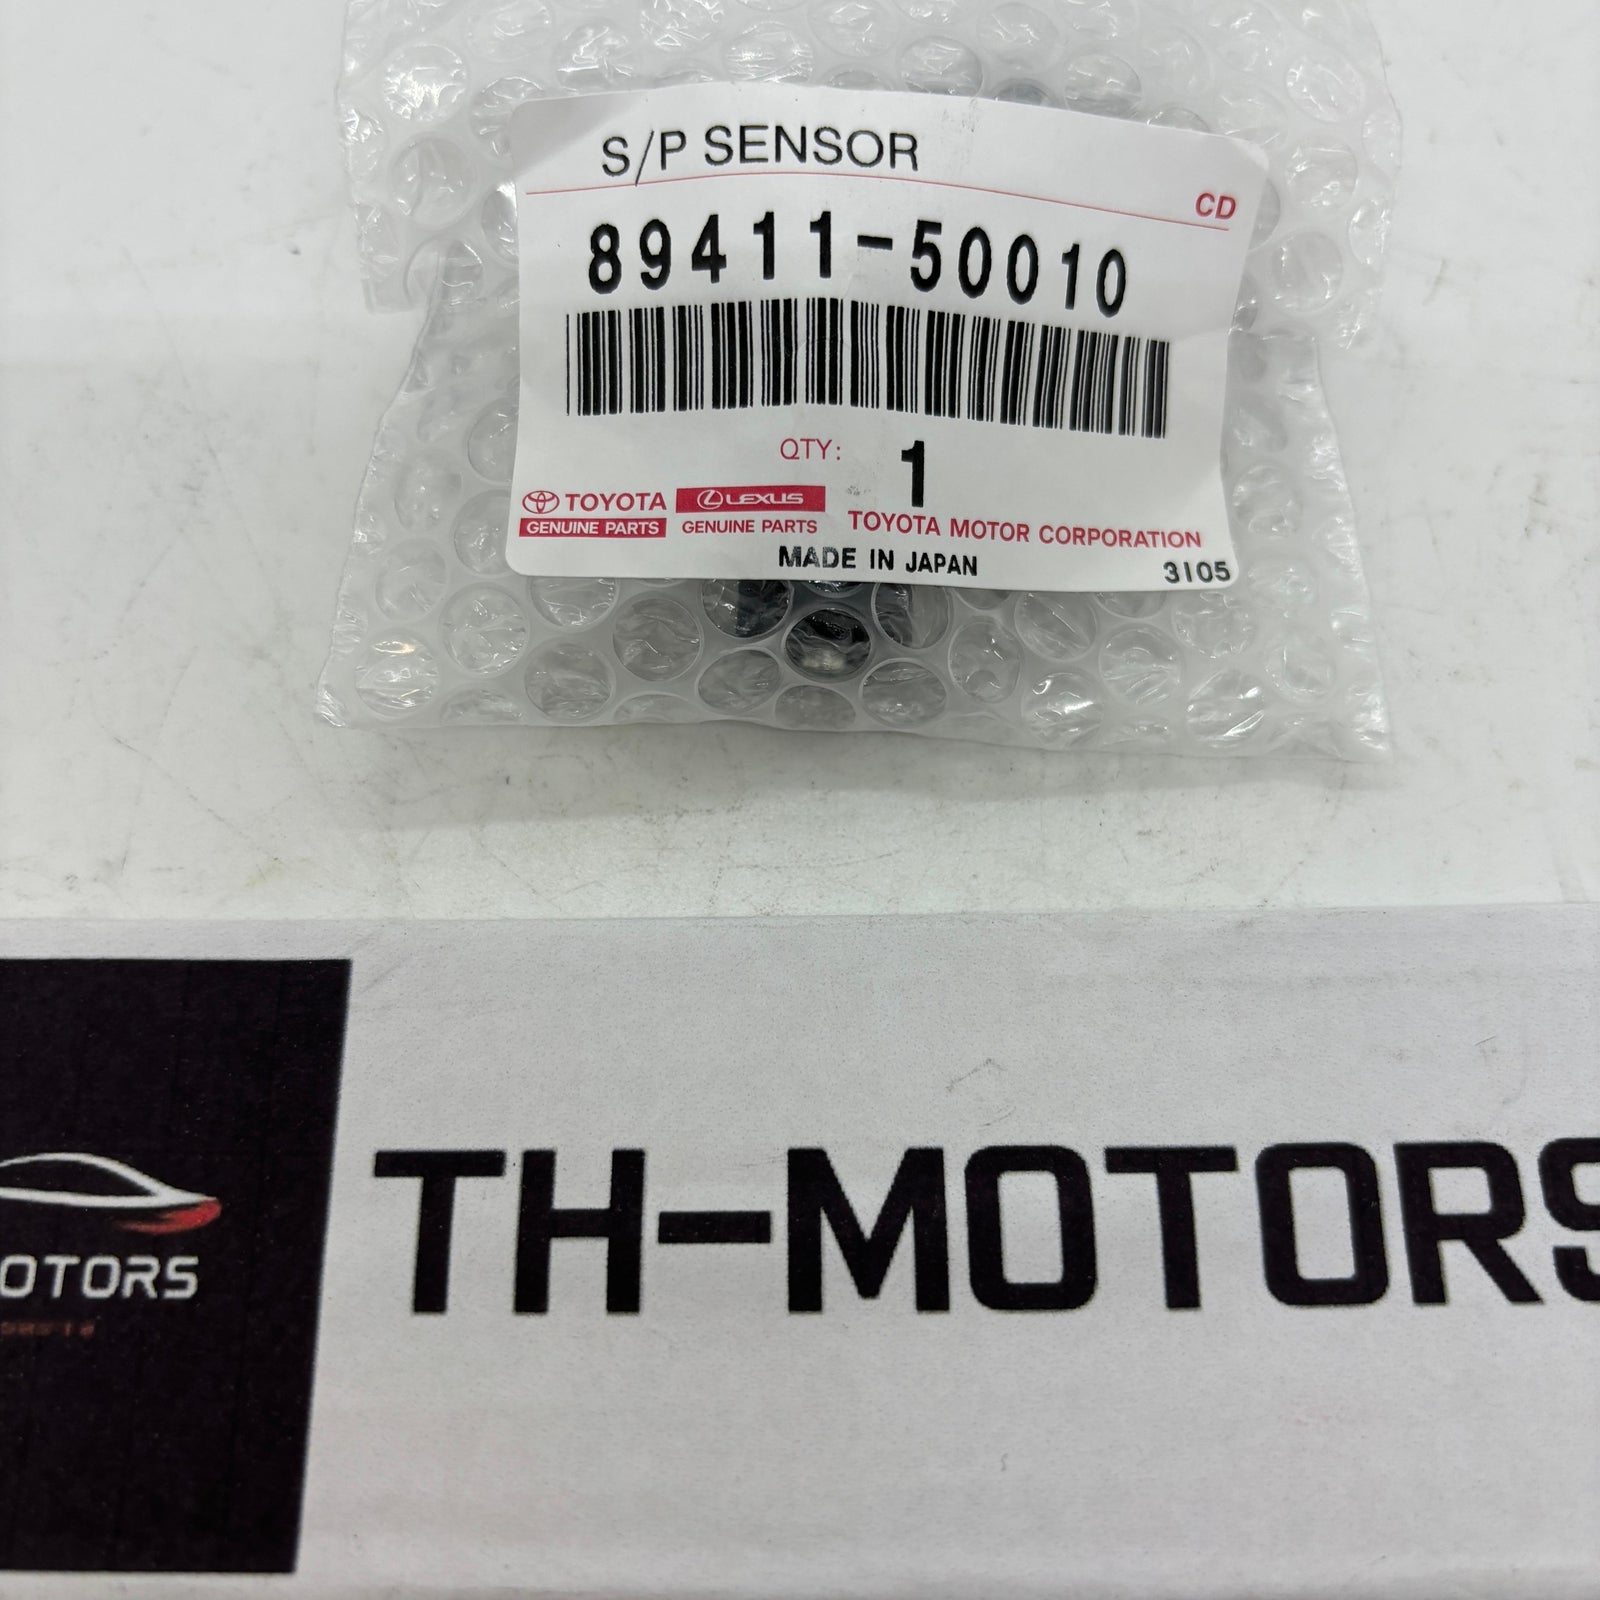 S/P SENSOR
CD
89411-50010
QTY: 1
TOYOTA LEXUS
GENUINE PARTS GENUINE PARTS TOYOTA MOTOR CORPORATION
MADE IN JAPAN 3105
TH-MOTORS
OTORS